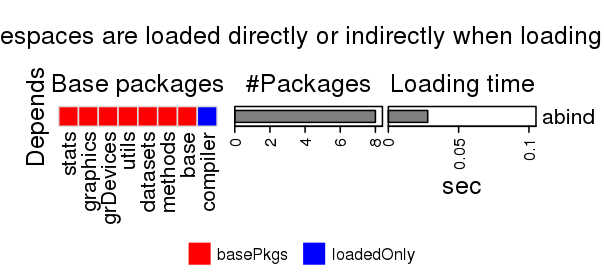 espaces are loaded directly or indirectly when loading
Base packages
#Packages
Loading time
Depends
abind
stats
graphics
grDevices
utils
datasets
methods
base
compiler
0
2
4
6
8
0
0.05
0.1
sec
basePkgs
loadedOnly